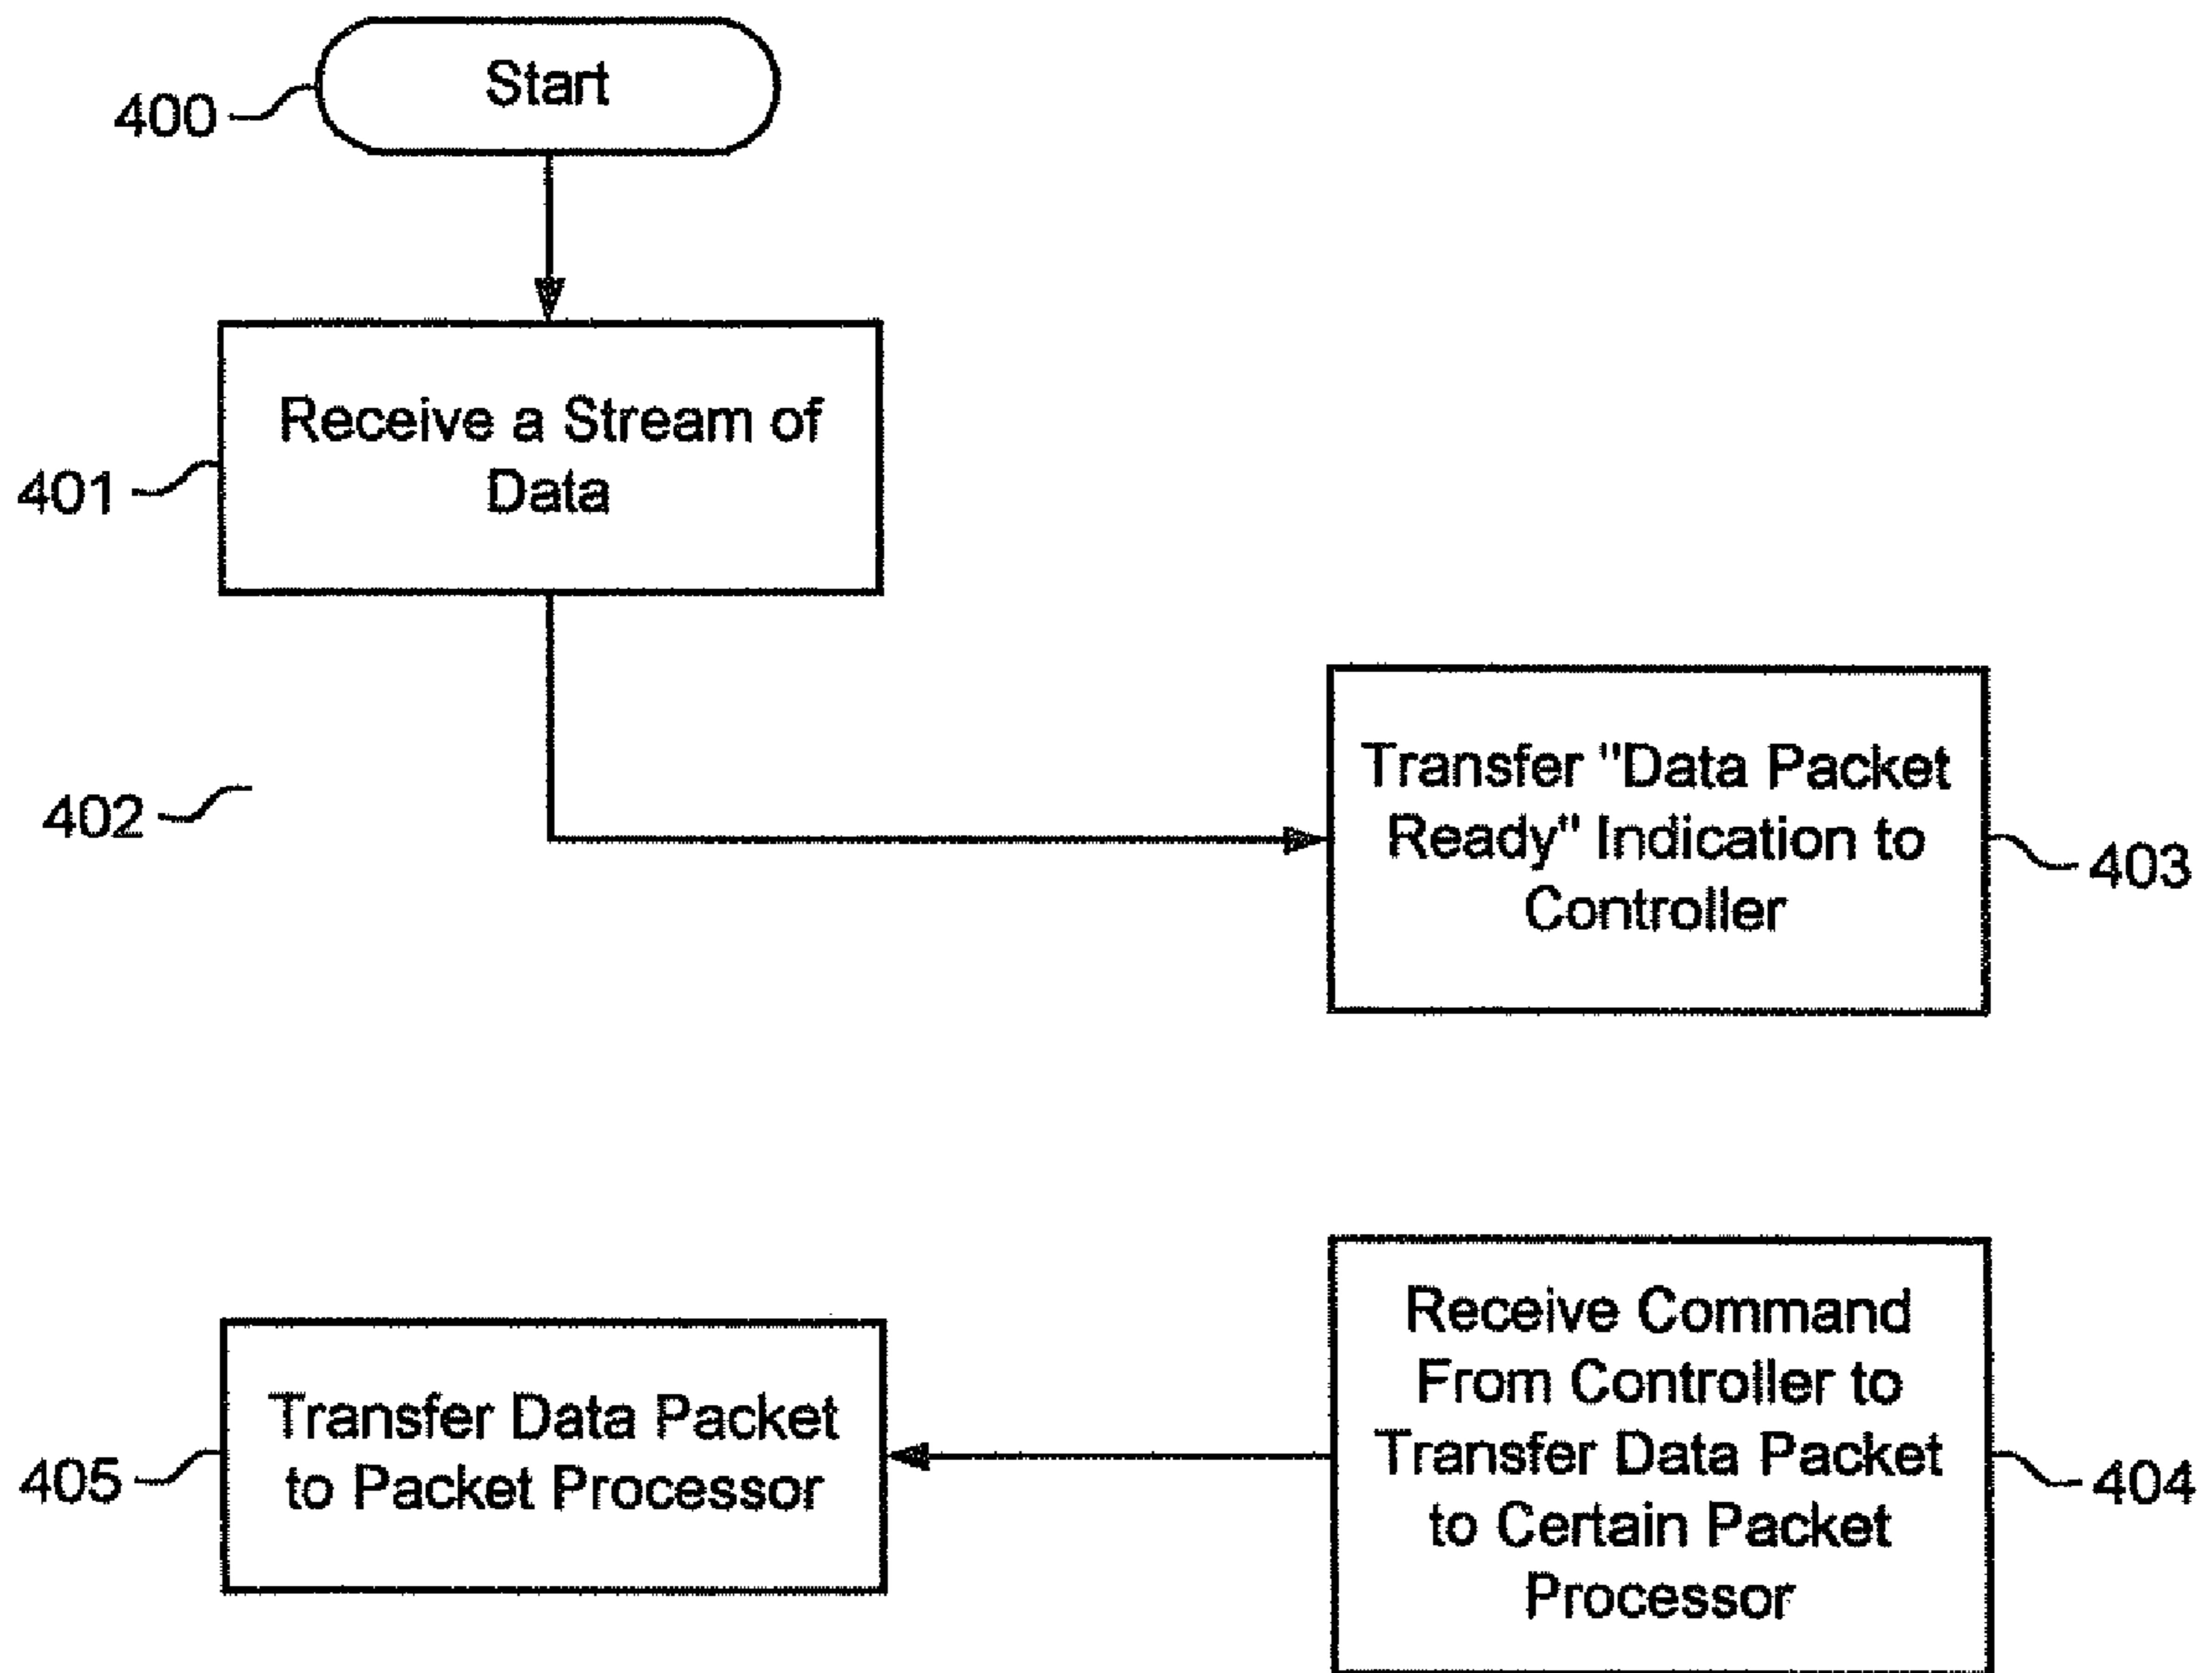 Start
400
Receive a Stream of
Data
401
402
Transfer "Data Packet
Ready" Indication to
Controller
403
Receive Command
From Controller to
Transfer Data Packet
to Certain Packet
Processor
404
Transfer Data Packet
to Packet Processor
405